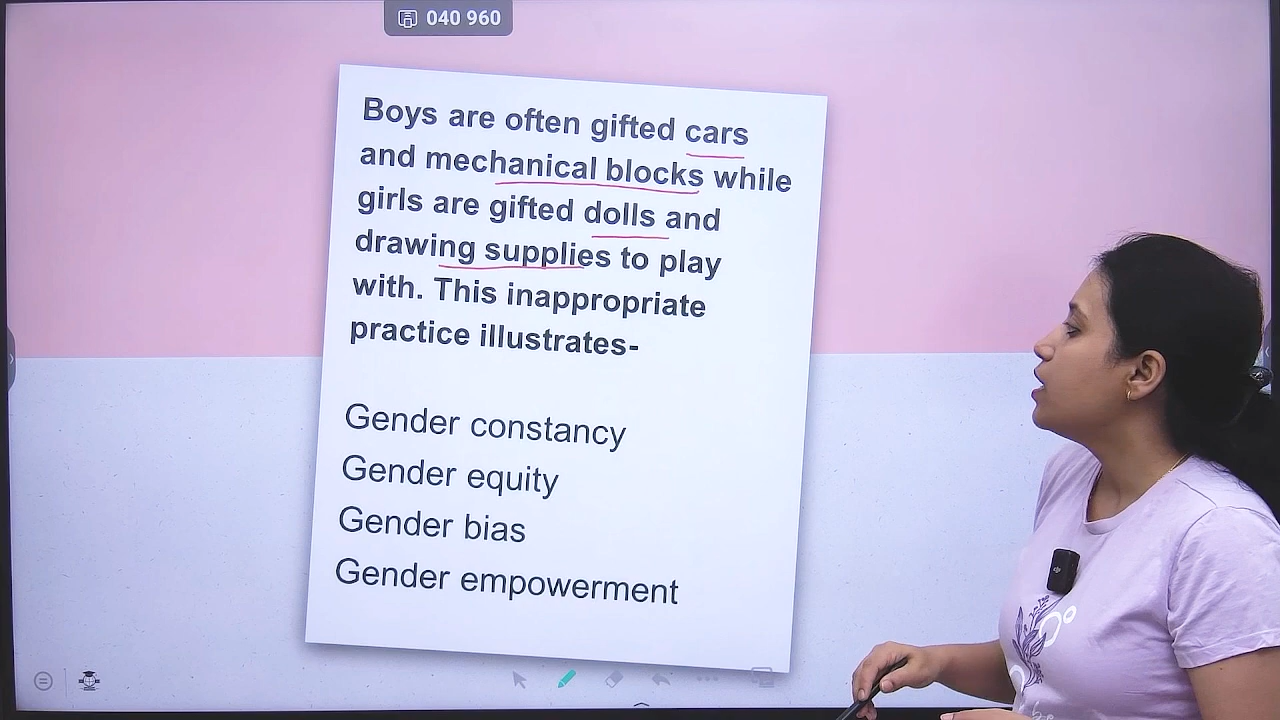 040 960
Boys are often gifted cars
and mechanical blocks while
girls are gifted dolls and
drawing supplies to play
with. This inappropriate
practice illustrates-
Gender constancy
Gender equity
Gender bias
Gender empowerment